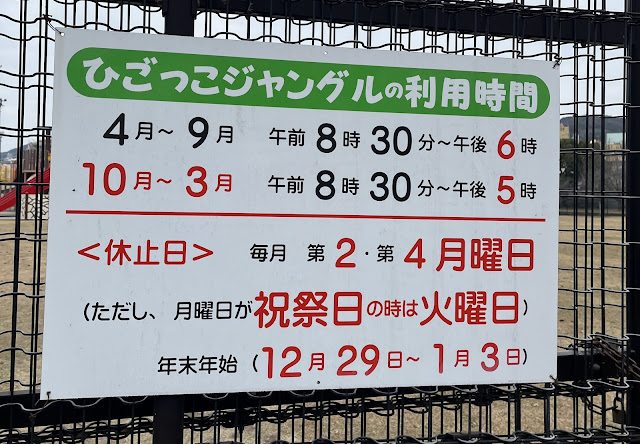 ひごっこジャングルの利用時間
4月～9月 午前8時30分～午後6時
10月～3月 午前8時30分～午後5時
＜休止日＞ 毎月 第2・第4月曜日
(ただし、月曜日が祝祭日の時は火曜日)
年末年始（12月29日～1月3日）